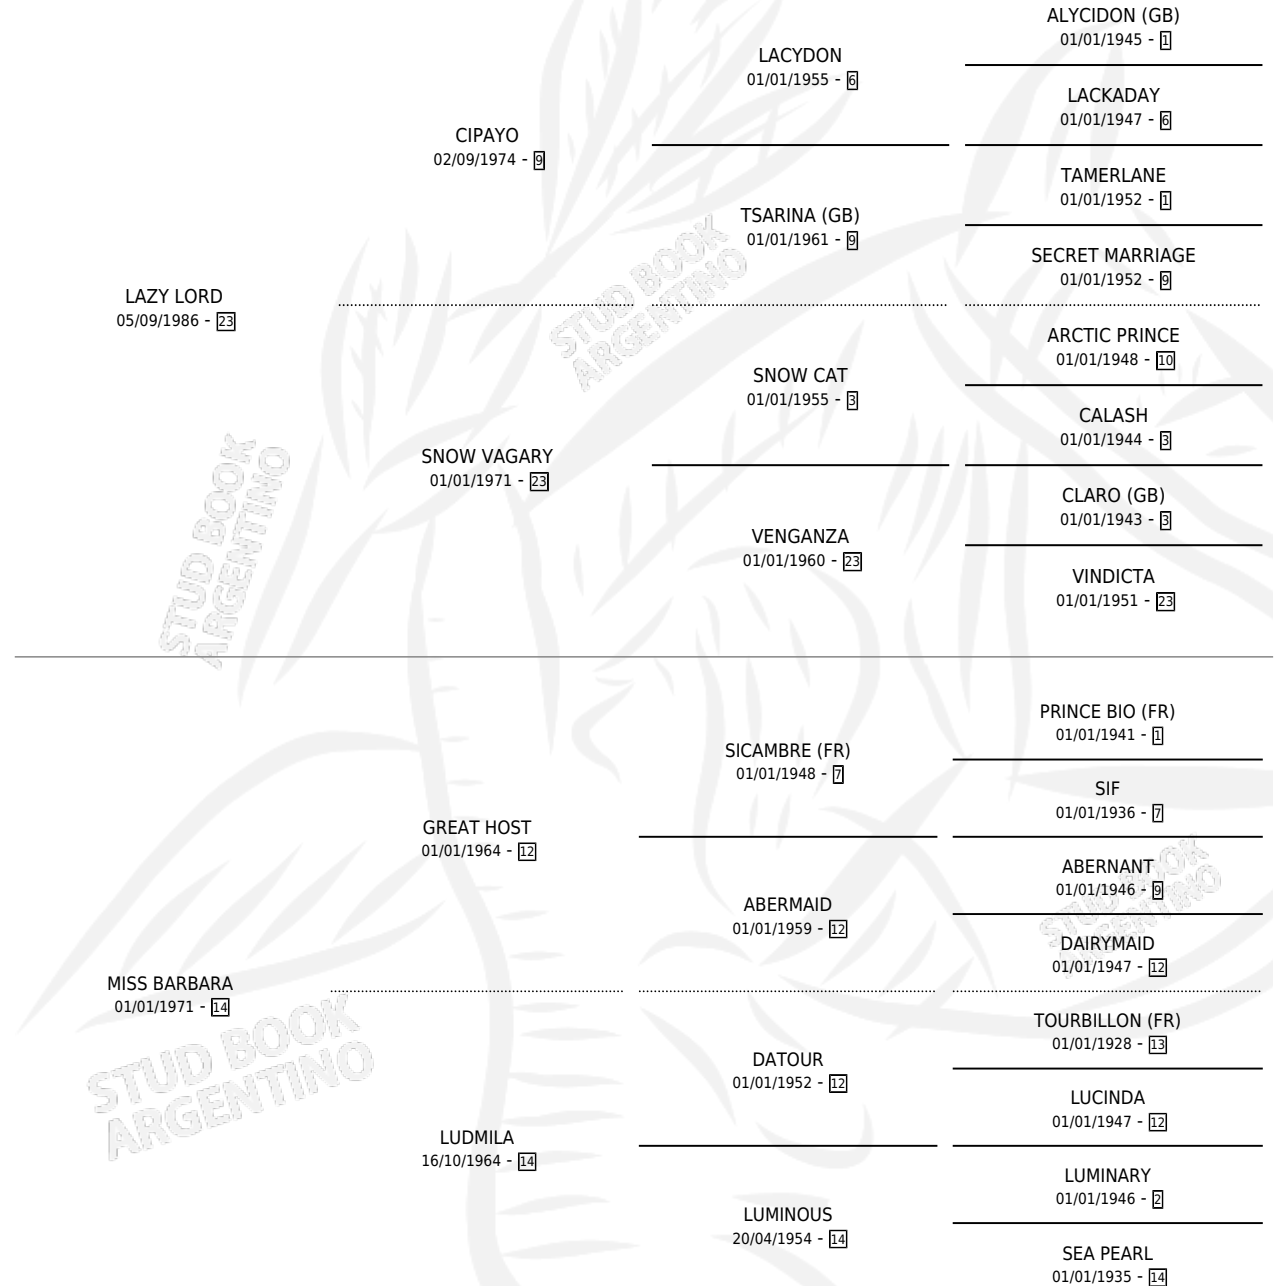 ALYCIDON (GB)
01/01/1945 - 1
LACYDON
01/01/1955 - 6
LACKADAY
01/01/1947 - 6
CIPAYO
02/09/1974 - 9
TAMERLANE
01/01/1952 - 1
TSARINA (GB)
01/01/1961 - 9
SECRET MARRIAGE
01/01/1952 - 9
LAZY LORD
05/09/1986 - 23
ARCTIC PRINCE
01/01/1948 - 10
SNOW CAT
01/01/1955 - 3
CALASH
01/01/1944 - 3
SNOW VAGARY
01/01/1971 - 23
CLARO (GB)
01/01/1943 - 3
VENGANZA
01/01/1960 - 23
VINDICTA
01/01/1951 - 23
PRINCE BIO (FR)
01/01/1941 - 1
SICAMBRE (FR)
01/01/1948 - 7
SIF
01/01/1936 - 7
GREAT HOST
01/01/1964 - 12
ABERNANT
01/01/1946 - 9
ABERMAID
01/01/1959 - 12
DAIRYMAID
01/01/1947 - 12
MISS BARBARA
01/01/1971 - 14
TOURBILLON (FR)
01/01/1928 - 13
DATOUR
01/01/1952 - 12
LUCINDA
01/01/1947 - 12
LUDMILA
16/10/1964 - 14
LUMINARY
01/01/1946 - 2
LUMINOUS
20/04/1954 - 14
SEA PEARL
01/01/1935 - 14
STUD BOOK
ARGENTINO
STUD BOOK
ARGENTINO
STUD BOOK
ARGENTINO
STUD BOOK
ARGENTINO